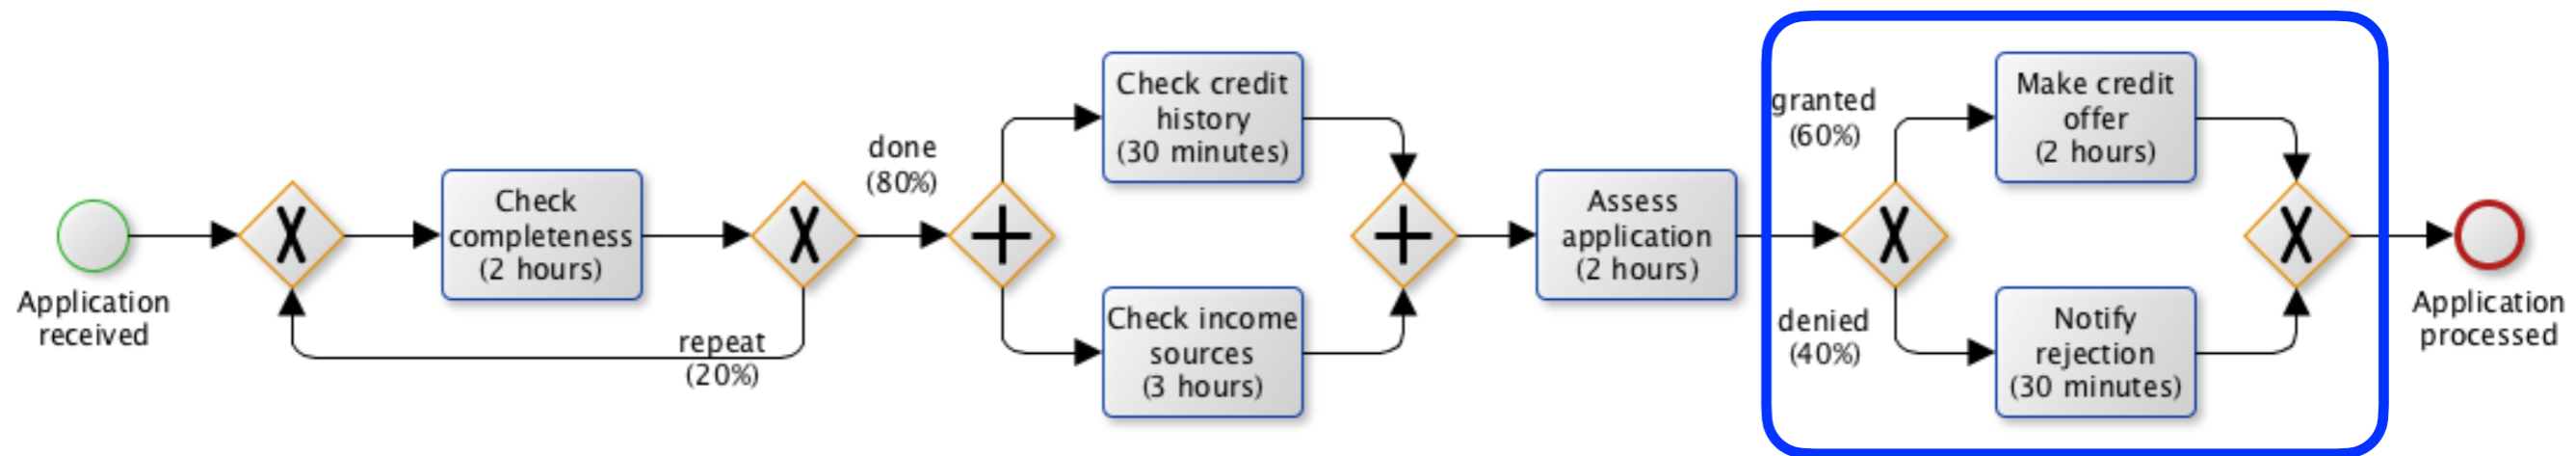 Application
received
Check
completeness
(2 hours)
repeat
(20%)
done
(80%)
Check credit
history
(30 minutes)
Check income
sources
(3 hours)
Assess
application
(2 hours)
granted
(60%)
denied
(40%)
Make credit
offer
(2 hours)
Notify
rejection
(30 minutes)
Application
processed